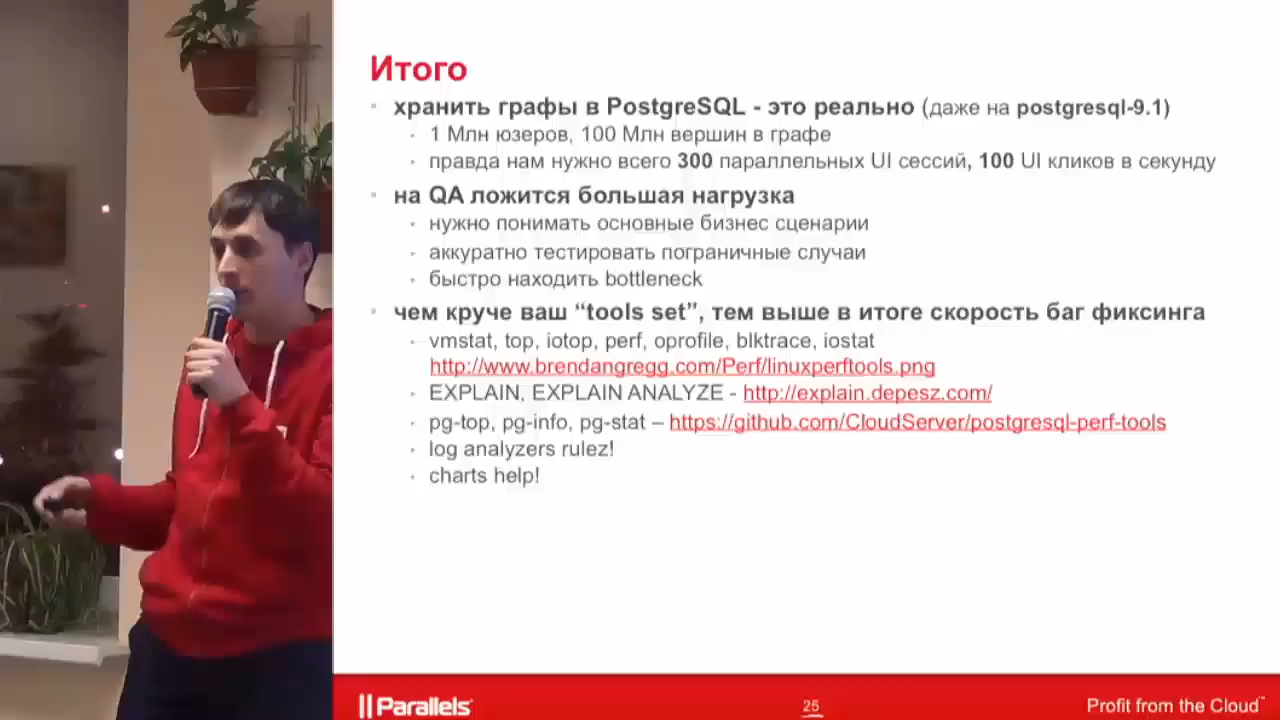 Итого
хранить графы в PostgreSQL - это реально (даже на postgresql-9.1)
1 Млн юзеров, 100 Млн вершин в графе
правда нам нужно всего 300 параллельных UI сессий, 100 UI кликов в секунду
на QA ложится большая нагрузка
нужно понимать основные бизнес сценарии
аккуратно тестировать пограничные случаи
быстро находить bottleneck
чем круче ваш “tools set”, тем выше в итоге скорость баг фиксинга
vmstat, top, iotop, perf, oprofile, blktrace, iostat
http://www.brendangregg.com/Perf/linuxperftools.png
EXPLAIN, EXPLAIN ANALYZE - http://explain.depesz.com/
pg-top, pg-info, pg-stat – https://github.com/CloudServer/postgresql-perf-tools
log analyzers rulez!
charts help!
Parallels
25
Profit from the Cloud™